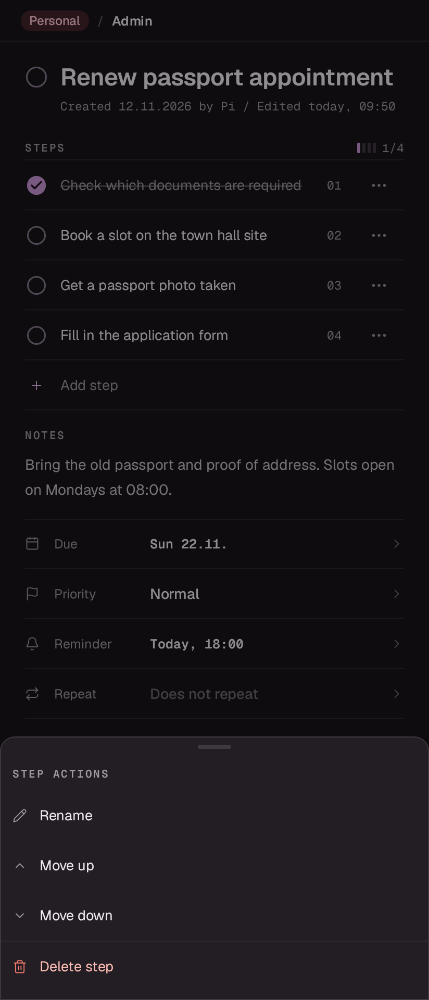 Personal / Admin
Renew passport appointment
Created 12.11.2026 by Pi / Edited today, 09:50
STEPS 1/4
Check which documents are required 01
Book a slot on the town hall site 02
Get a passport photo taken 03
Fill in the application form 04
Add step
NOTES
Bring the old passport and proof of address. Slots open
on Mondays at 08:00.
Due Sun 22.11.
Priority Normal
Reminder Today, 18:00
Repeat Does not repeat
STEP ACTIONS
Rename
Move up
Move down
Delete step